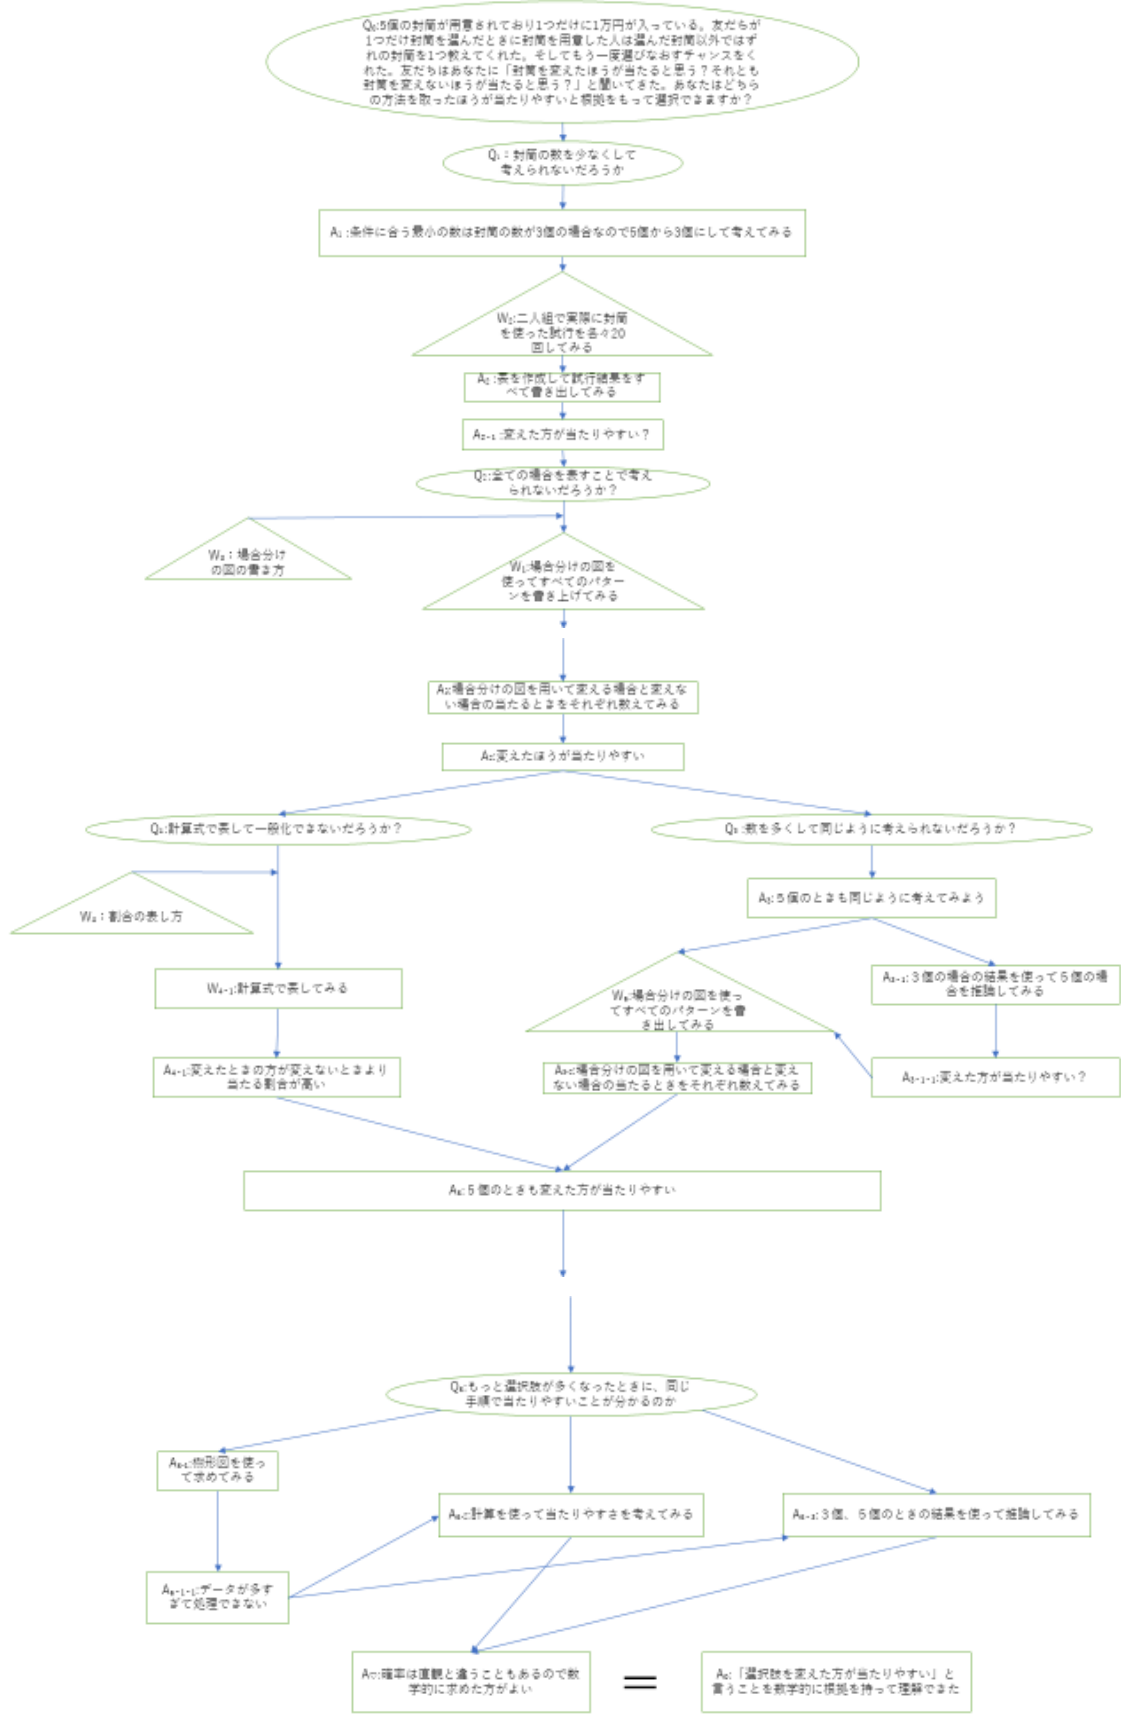 Q₀:5個の封筒が用意されており1つだけに1万円が入っている。友だちが
1つだけ封筒を選んだときに封筒を用意した人は選んだ封筒以外ではず
れの封筒を1つ教えてくれた。そしてもう一度選びなおすチャンスをく
れた。友だちはあなたに「封筒を変えたほうが当たると思う？それとも
封筒を変えないほうが当たると思う？」と聞いてきた。あなたはどちら
の方法を取ったほうが当たりやすいと根拠をもって選択できますか？
Q₁：封筒の数を少なくして
考えられないだろうか
A₁:条件に合う最小の数は封筒の数が3個の場合なので5個から3個にして考えてみる
二人組で実際に封筒
を使った試行を各々20
回してみる
表を作成して試行結果をす
べて書き出してみる
A₂₋₁:変えた方が当たりやすい？
全ての場合を表すことで考え
られないだろうか？
場合分け
の図の書き方
W₁:場合分けの図を
使ってすべてのパター
ンを書き上げてみる
場合分けの図を用いて変える場合と変えな
い場合の当たるときをそれぞれ数えてみる
変えたほうが当たりやすい
計算式で表して一般化できないだろうか？
数を多くして同じように考えられないだろうか？
割合の表し方
A₃:５個のときも同じように考えてみよう
W₄₋₁:計算式で表してみる
場合分けの図を使っ
てすべてのパターンを書
き出してみる
A₃₋₁:３個の場合の結果を使って５個の場
合を推論してみる
A₄₋₁:変えたときの方が変えないときより
当たる割合が高い
場合分けの図を用いて変える場合と変え
ない場合の当たるときをそれぞれ数えてみる
A₃₋₁₋₁:変えた方が当たりやすい？
５個のときも変えた方が当たりやすい
もっと選択肢が多くなったときに、同じ
手順で当たりやすいことが分かるのか
樹形図を使っ
て求めてみる
計算を使って当たりやすさを考えてみる
３個、５個のときの結果を使って推論してみる
データが多す
ぎて処理できない
A₇:確率は直観と違うこともあるので数
学的に求めた方がよい
=
「選択肢を変えた方が当たりやすい」と
言うことを数学的に根拠を持って理解できた